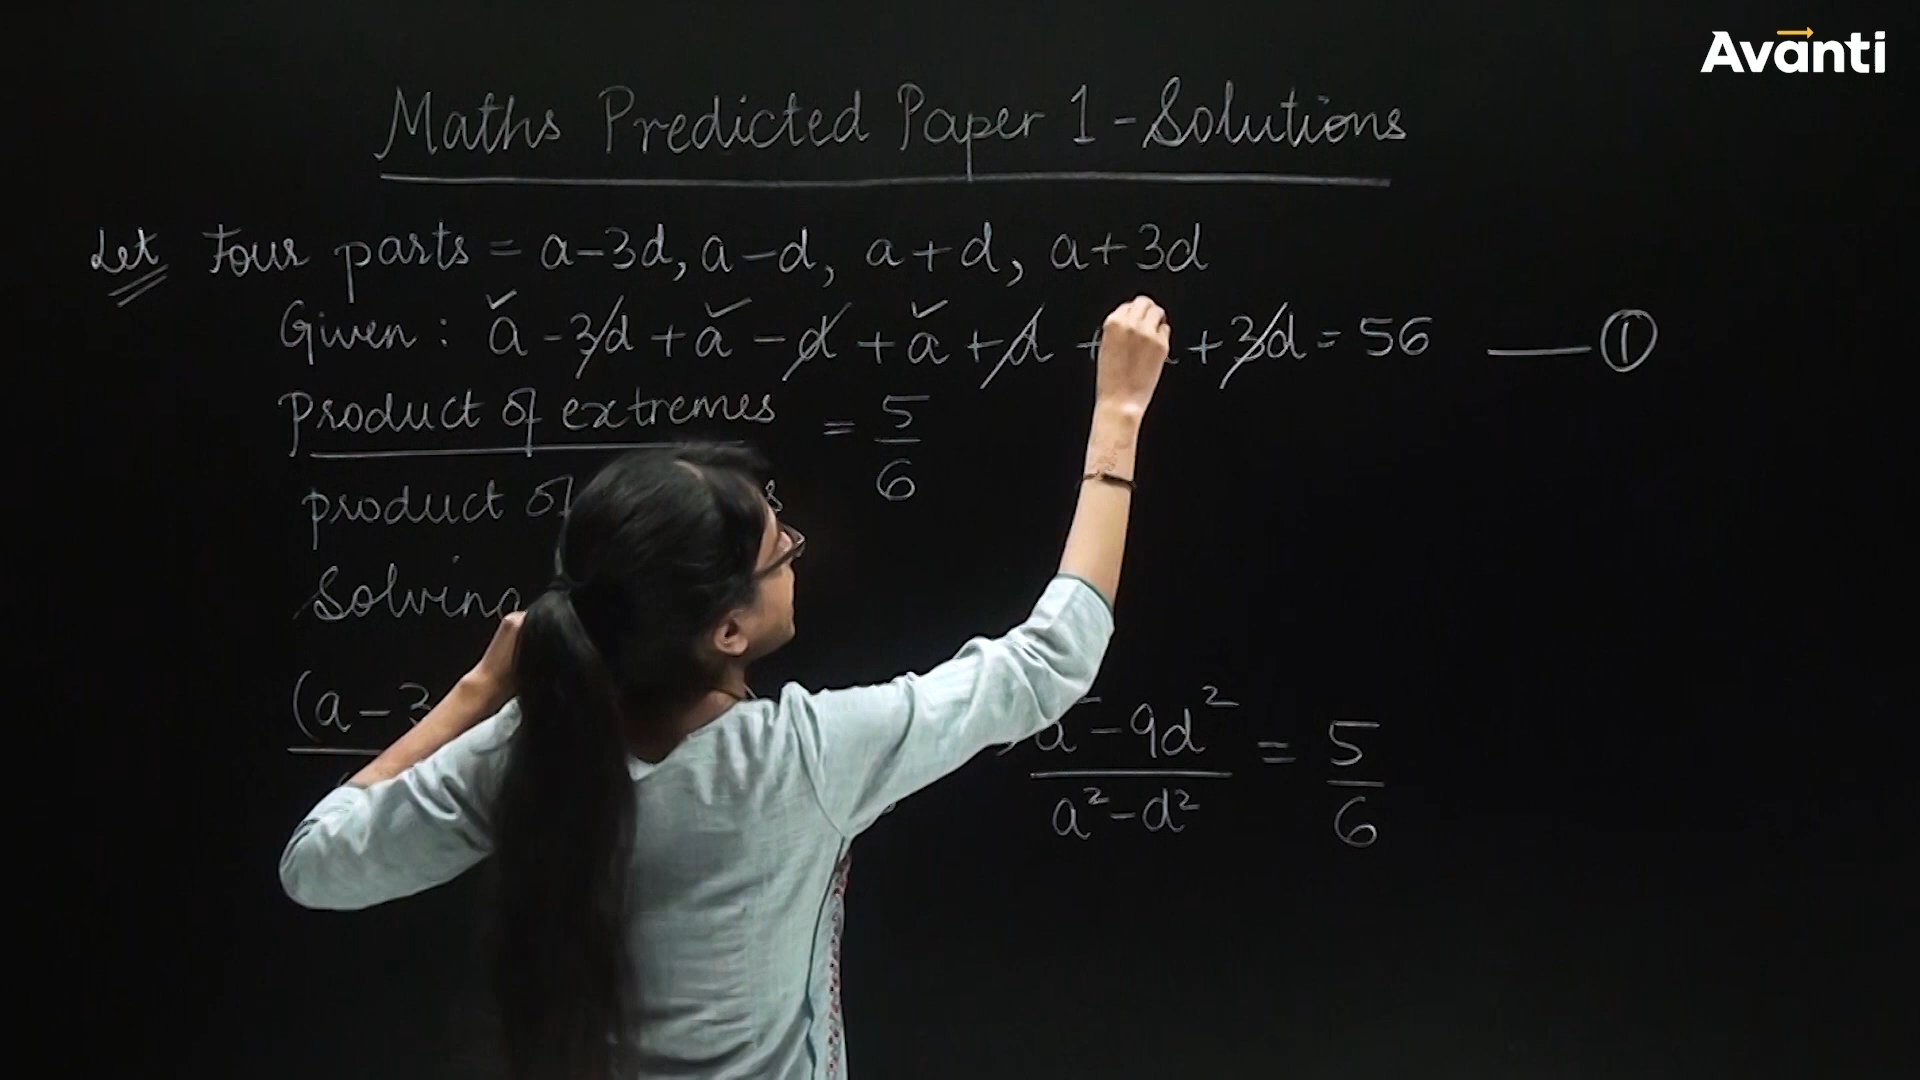 Avanti
Maths Predicted Paper 1 - Solutions
Let Four parts = a-3d, a-d, a+d, a+3d
Given : a - 3d + a - d + a + d + + 3d = 56 —— ①
Product of extremes = 5/6
product of
Solving
(a-3
a² - 9d² / a² - d² = 5/6